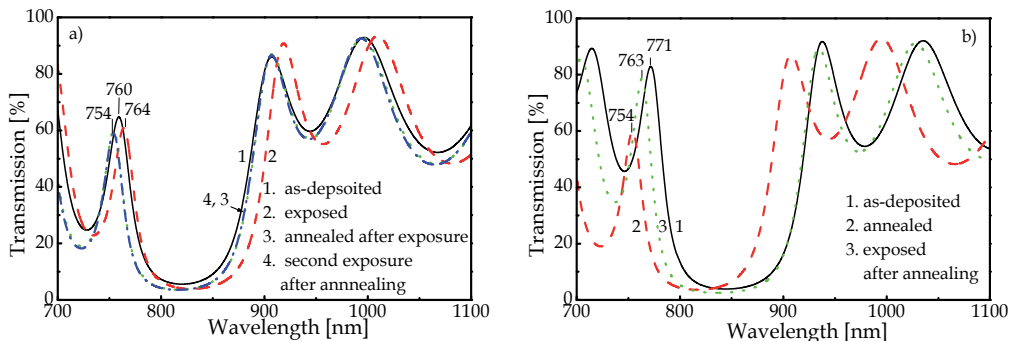 a)
Transmission [%]
100
80
60
40
20
0
754
760
764
1
2
4, 3
1. as-depsoited
2. exposed
3. annealed after exposure
4. second exposure
after annnealing
700
800
900
1000
1100
Wavelength [nm]
b)
Transmission [%]
100
80
60
40
20
0
763
771
754
2
3
1
1. as-deposited
2. annealed
3. exposed
after annealing
700
800
900
1000
1100
Wavelength [nm]